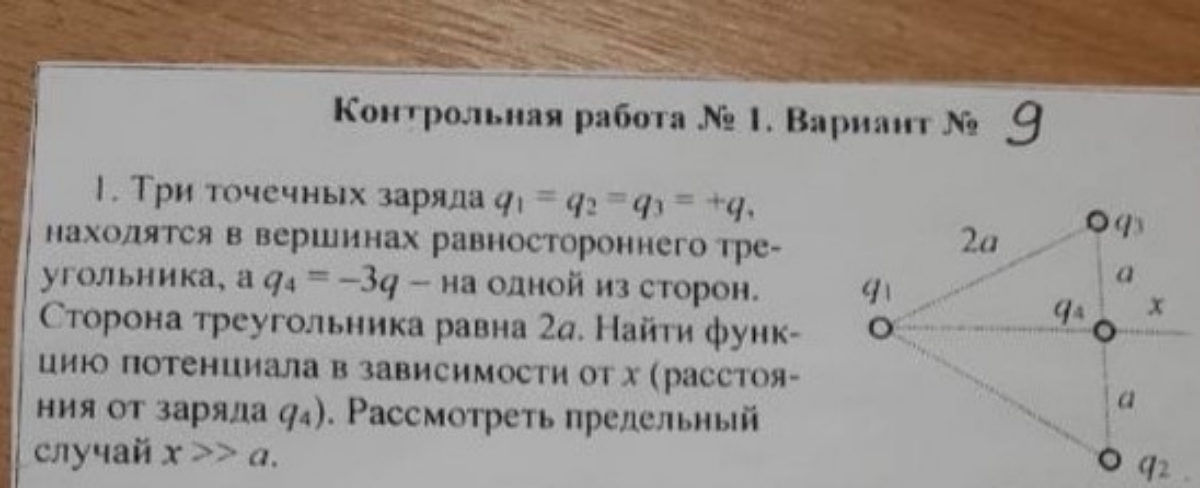 Контрольная работа № 1. Вариант № 9
1. Три точечных заряда q₁ = q₂ = q₃ = +q,
находятся в вершинах равностороннего тре-
угольника, а q₄ = −3q – на одной из сторон.
Сторона треугольника равна 2a. Найти функ-
цию потенциала в зависимости от x (расстоя-
ния от заряда q₄). Рассмотреть предельный
случай x >> a.
q₃
2a
a
q₁
q₄
x
a
q₂